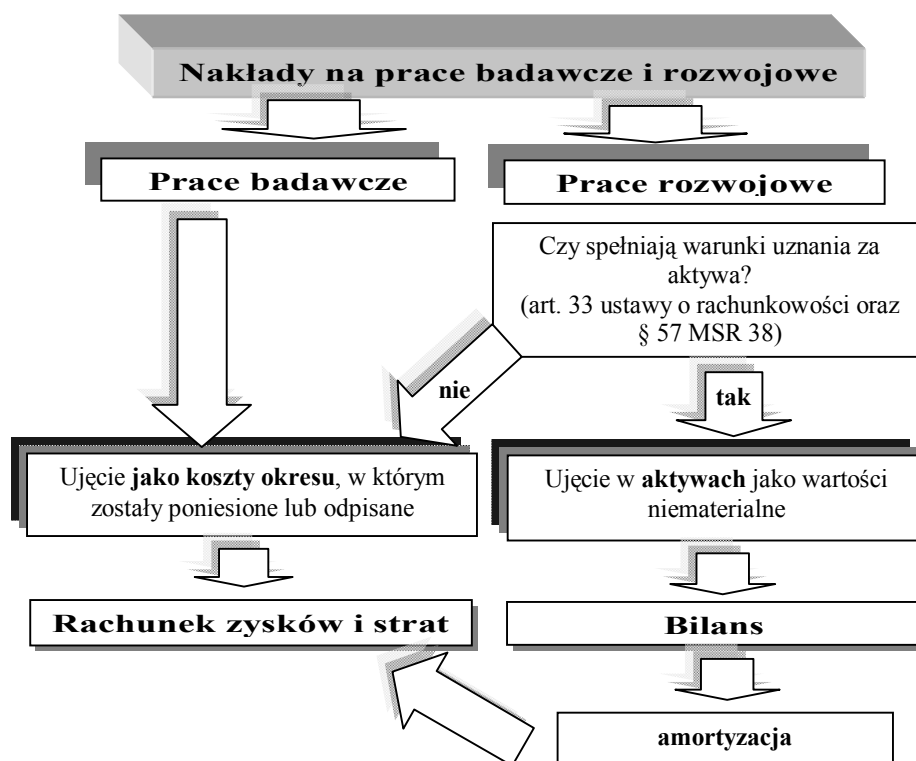 Nakłady na prace badawcze i rozwojowe
Prace badawcze
Prace rozwojowe
Czy spełniają warunki uznania za
aktywa?
(art. 33 ustawy o rachunkowości oraz
§ 57 MSR 38)
nie
tak
Ujęcie jako koszty okresu, w którym
zostały poniesione lub odpisane
Ujęcie w aktywach jako wartości
niematerialne
Rachunek zysków i strat
Bilans
amortyzacja